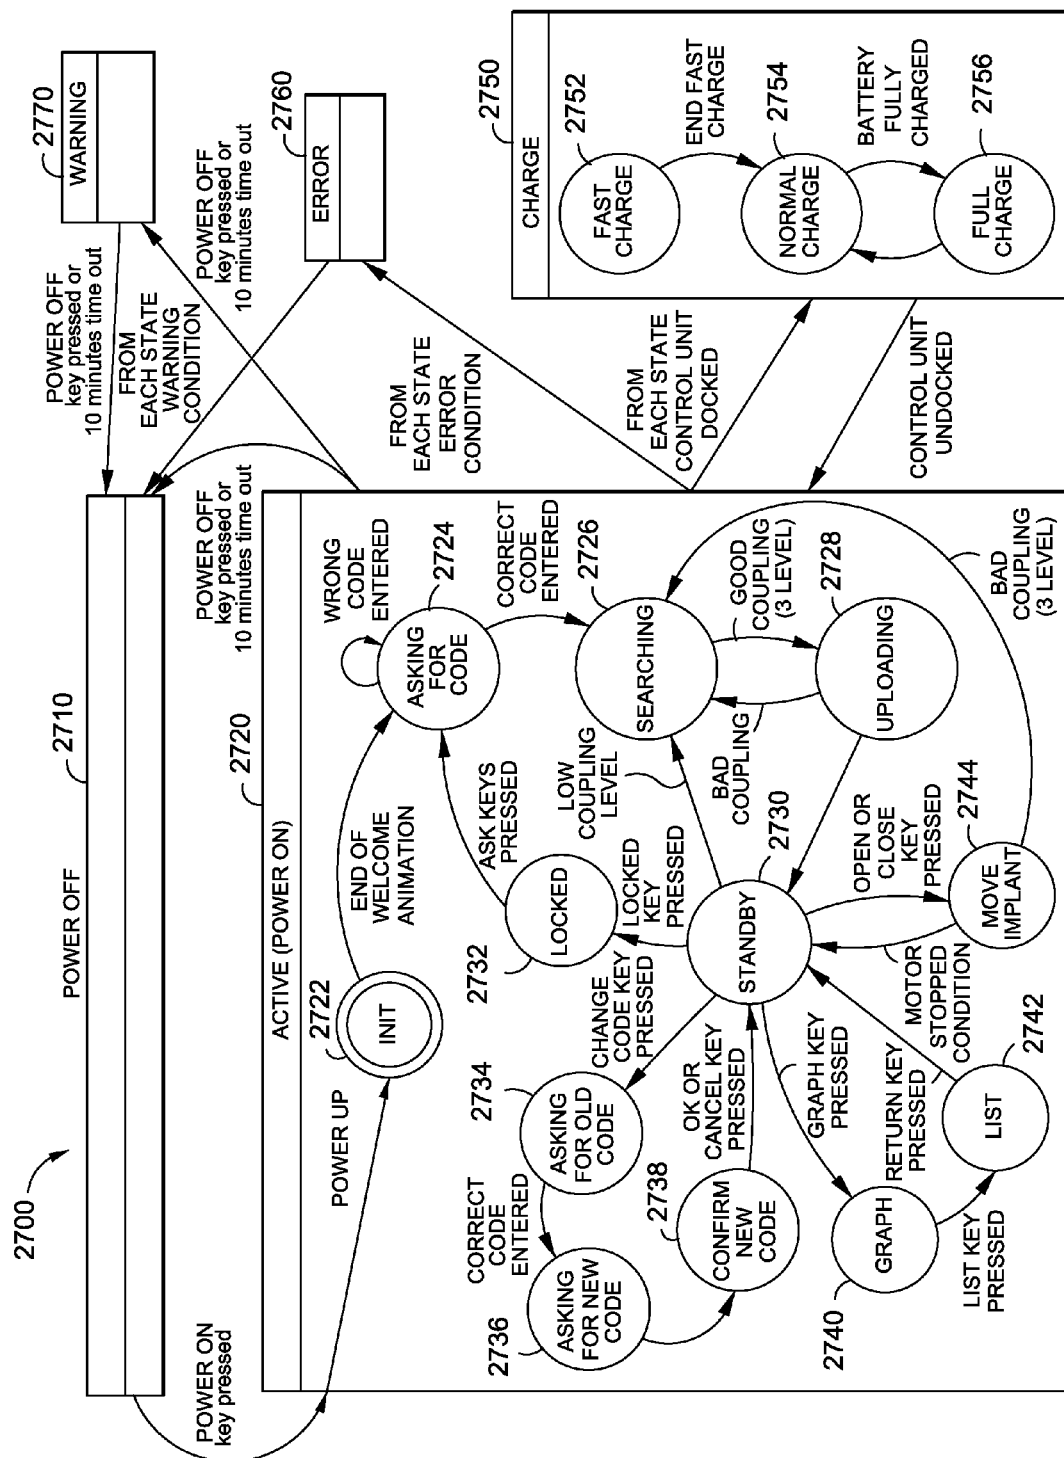 2700
POWER OFF
2710
POWER ON
key pressed
POWER OFF
key pressed or
10 minutes time out
FROM
EACH STATE
WARNING
CONDITION
POWER OFF
key pressed or
10 minutes time out
WARNING
2770
POWER OFF
key pressed or
10 minutes time out
ERROR
2760
FROM
EACH STATE
ERROR
CONDITION
2720
ACTIVE (POWER ON)
POWER UP
2722
INIT
END OF
WELCOME
ANIMATION
WRONG
CODE
ENTERED
2724
ASKING
FOR
CODE
CORRECT
CODE
ENTERED
2726
SEARCHING
GOOD
COUPLING
(3 LEVEL)
2728
UPLOADING
BAD
COUPLING
BAD
COUPLING
(3 LEVEL)
LOW
COUPLING
LEVEL
ASK KEYS
PRESSED
2732
LOCKED
LOCKED
KEY
PRESSED
2730
STANDBY
OPEN OR
CLOSE
KEY
PRESSED
2744
MOVE
IMPLANT
MOTOR
STOPPED
CONDITION
CHANGE
CODE KEY
PRESSED
2734
ASKING
FOR OLD
CODE
CORRECT
CODE
ENTERED
2736
ASKING
FOR NEW
CODE
2738
CONFIRM
NEW
CODE
OK OR
CANCEL KEY
PRESSED
GRAPH KEY
PRESSED
2740
GRAPH
LIST KEY
PRESSED
2742
LIST
RETURN KEY
PRESSED
FROM
EACH STATE
CONTROL UNIT
DOCKED
CONTROL UNIT
UNDOCKED
2750
CHARGE
2752
FAST
CHARGE
END FAST
CHARGE
2754
NORMAL
CHARGE
BATTERY
FULLY
CHARGED
2756
FULL
CHARGE